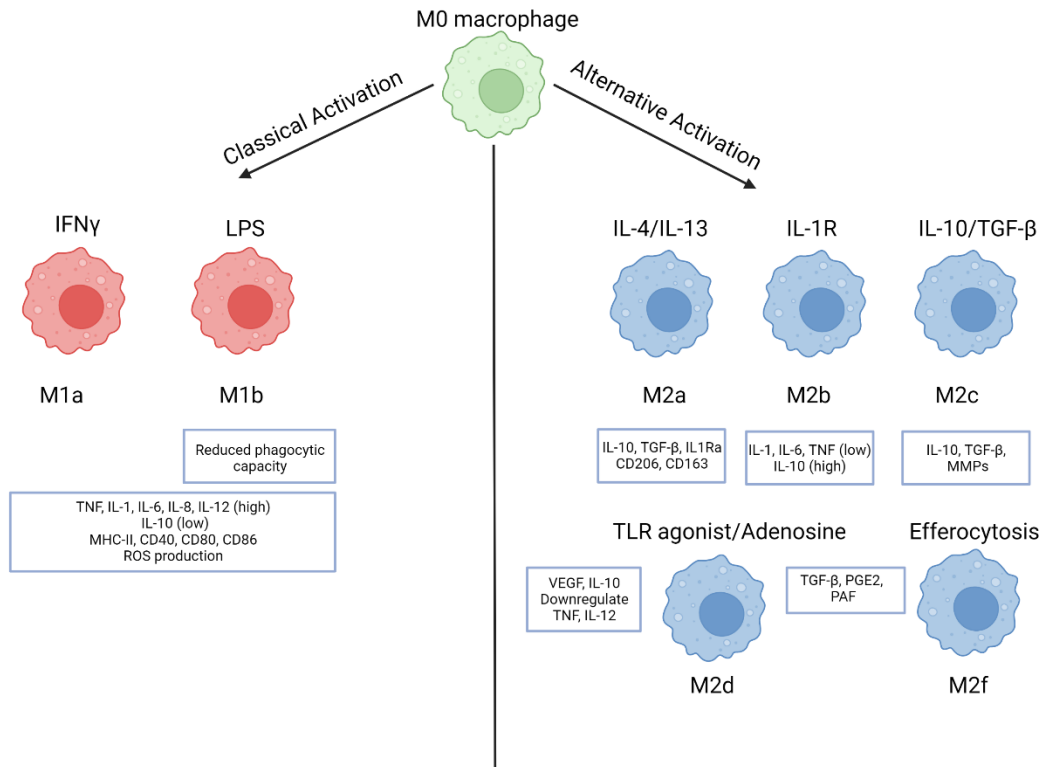 M0 macrophage
Classical Activation
Alternative Activation
IFNγ
LPS
M1a
M1b
Reduced phagocytic
capacity
TNF, IL-1, IL-6, IL-8, IL-12 (high)
IL-10 (low)
MHC-II, CD40, CD80, CD86
ROS production
IL-4/IL-13
IL-1R
IL-10/TGF-β
M2a
M2b
M2c
IL-10, TGF-β, IL1Ra
CD206, CD163
IL-1, IL-6, TNF (low)
IL-10 (high)
IL-10, TGF-β,
MMPs
TLR agonist/Adenosine
Efferocytosis
VEGF, IL-10
Downregulate
TNF, IL-12
TGF-β, PGE2,
PAF
M2d
M2f